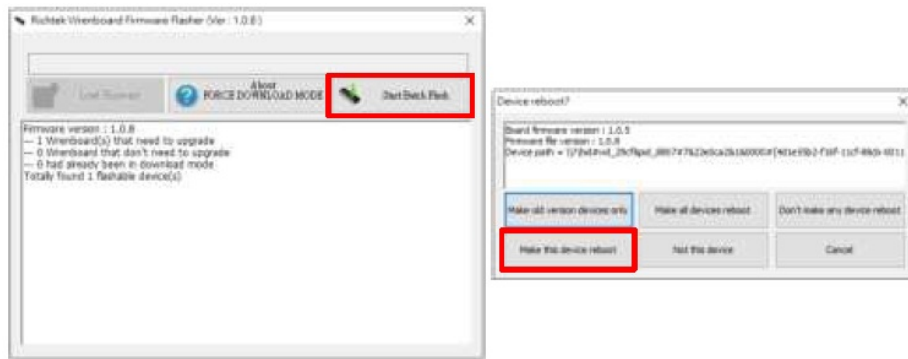 Richtek Wrenboard Firmware Flasher (Ver : 1.0.8)
Load Firmware
About
FORCE DOWNLOAD MODE
Start Batch Flash
Firmware version : 1.0.8
--- 1 Wrenboard(s) that need to upgrade
--- 0 Wrenboard that don't need to upgrade
--- 0 had already been in download mode
Totally found 1 flashable device(s)
Device reboot?
Board firmware version : 1.0.5
Firmware file version : 1.0.8
Device path =
Make old version devices only
Make all devices reboot
Don't make any device reboot
Make this device reboot
Not this device
Cancel